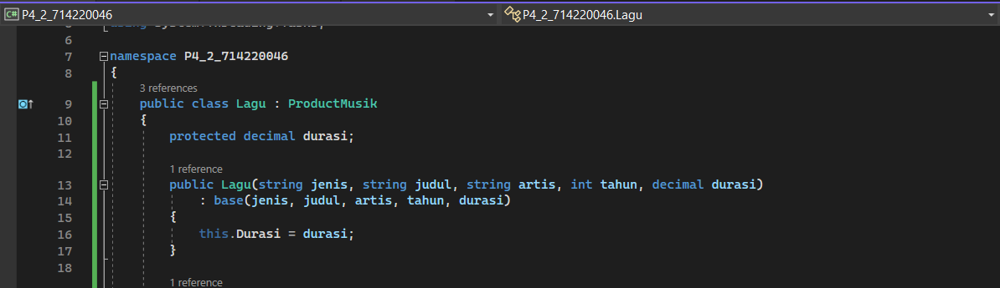 C# P4_2_714220046 P4_2_714220046.Lagu
5
6
7 namespace P4_2_714220046
8 {
3 references
9 public class Lagu : ProductMusik
10 {
11 protected decimal durasi;
12
1 reference
13 public Lagu(string jenis, string judul, string artis, int tahun, decimal durasi)
14 : base(jenis, judul, artis, tahun, durasi)
15 {
16 this.Durasi = durasi;
17 }
18
1 reference